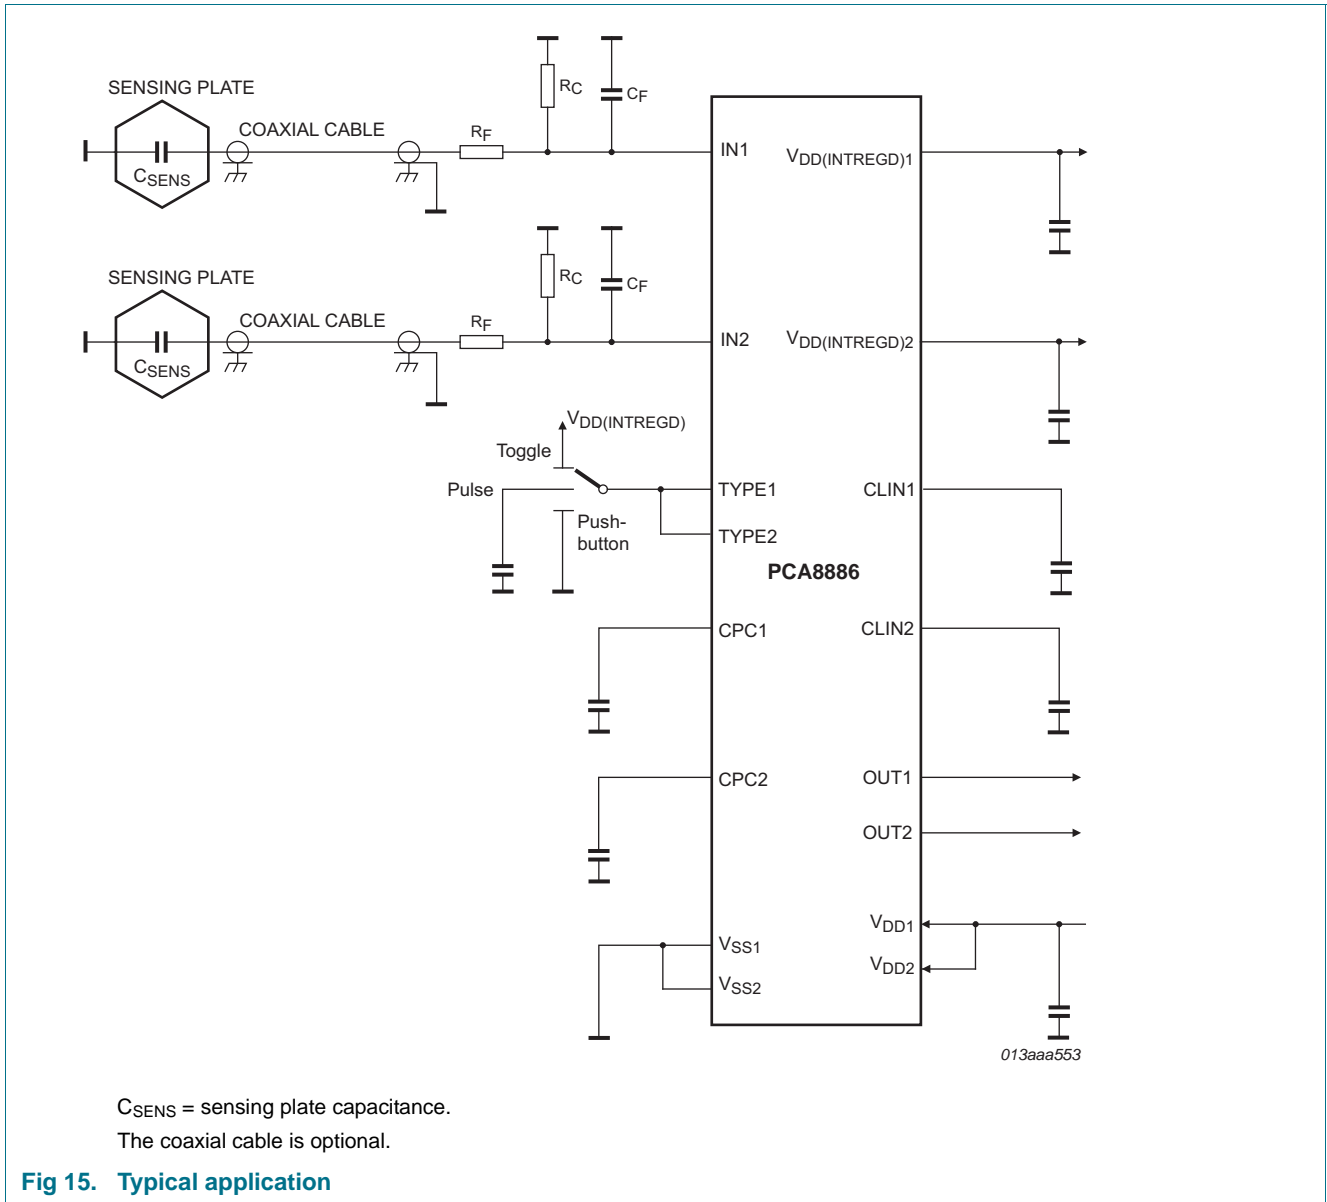 SENSING PLATE
COAXIAL CABLE
CSENS
RF
RC
CF
IN1
VDD(INTREGD)1
SENSING PLATE
COAXIAL CABLE
CSENS
RF
RC
CF
IN2
VDD(INTREGD)2
VDD(INTREGD)
Toggle
Pulse
Push-
button
TYPE1
TYPE2
CLIN1
PCA8886
CPC1
CLIN2
CPC2
OUT1
OUT2
VDD1
VDD2
VSS1
VSS2
013aaa553
CSENS = sensing plate capacitance.
The coaxial cable is optional.
Fig 15. Typical application